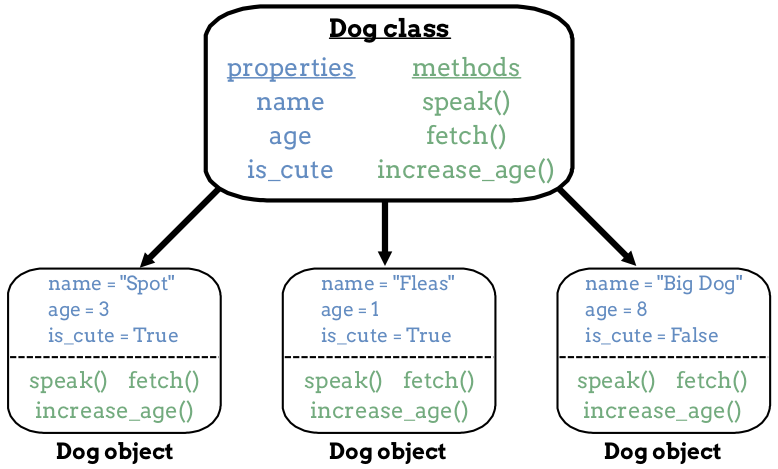 Dog class
properties methods
name speak()
age fetch()
is_cute increase_age()
name = "Spot"
age = 3
is_cute = True
speak() fetch()
increase_age()
Dog object
name = "Fleas"
age = 1
is_cute = True
speak() fetch()
increase_age()
Dog object
name = "Big Dog"
age = 8
is_cute = False
speak() fetch()
increase_age()
Dog object